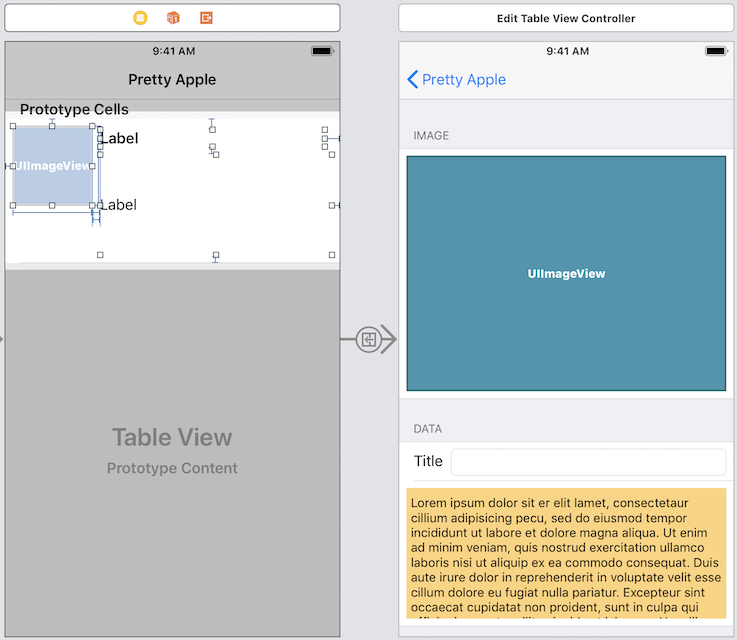 9:41 AM
Pretty Apple
Prototype Cells
UIImageView
Label
Label
Table View
Prototype Content
Edit Table View Controller
9:41 AM
Pretty Apple
IMAGE
UIImageView
DATA
Title
Lorem ipsum dolor sit er elit lamet, consectetaur
cillium adipisicing pecu, sed do eiusmod tempor
incididunt ut labore et dolore magna aliqua. Ut enim
ad minim veniam, quis nostrud exercitation ullamco
laboris nisi ut aliquip ex ea commodo consequat. Duis
aute irure dolor in reprehenderit in voluptate velit esse
cillum dolore eu fugiat nulla pariatur. Excepteur sint
occaecat cupidatat non proident, sunt in culpa qui